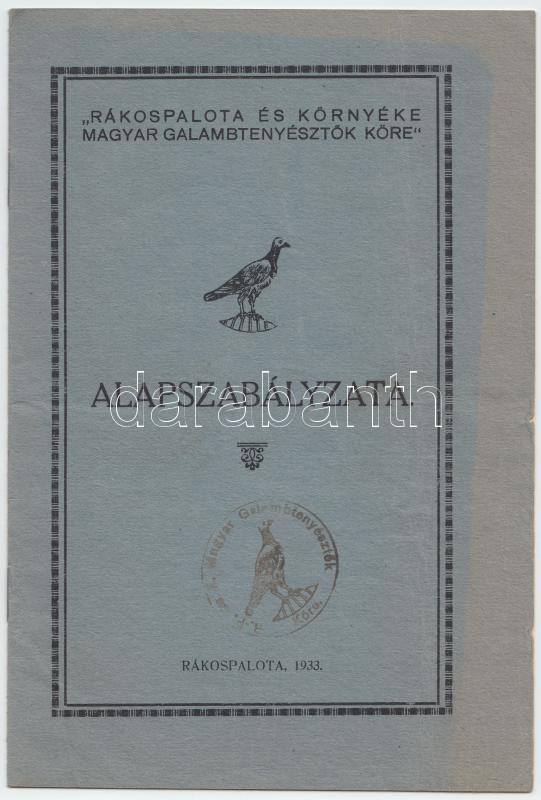 „RÁKOSPALOTA ÉS KÖRNYÉKE
MAGYAR GALAMBTENYÉSZTŐK KÖRE"
ALAPSZABÁLYZATA.
darabanth
Magyar Galambtenyésztők
Köre.
RÁKOSPALOTA, 1933.